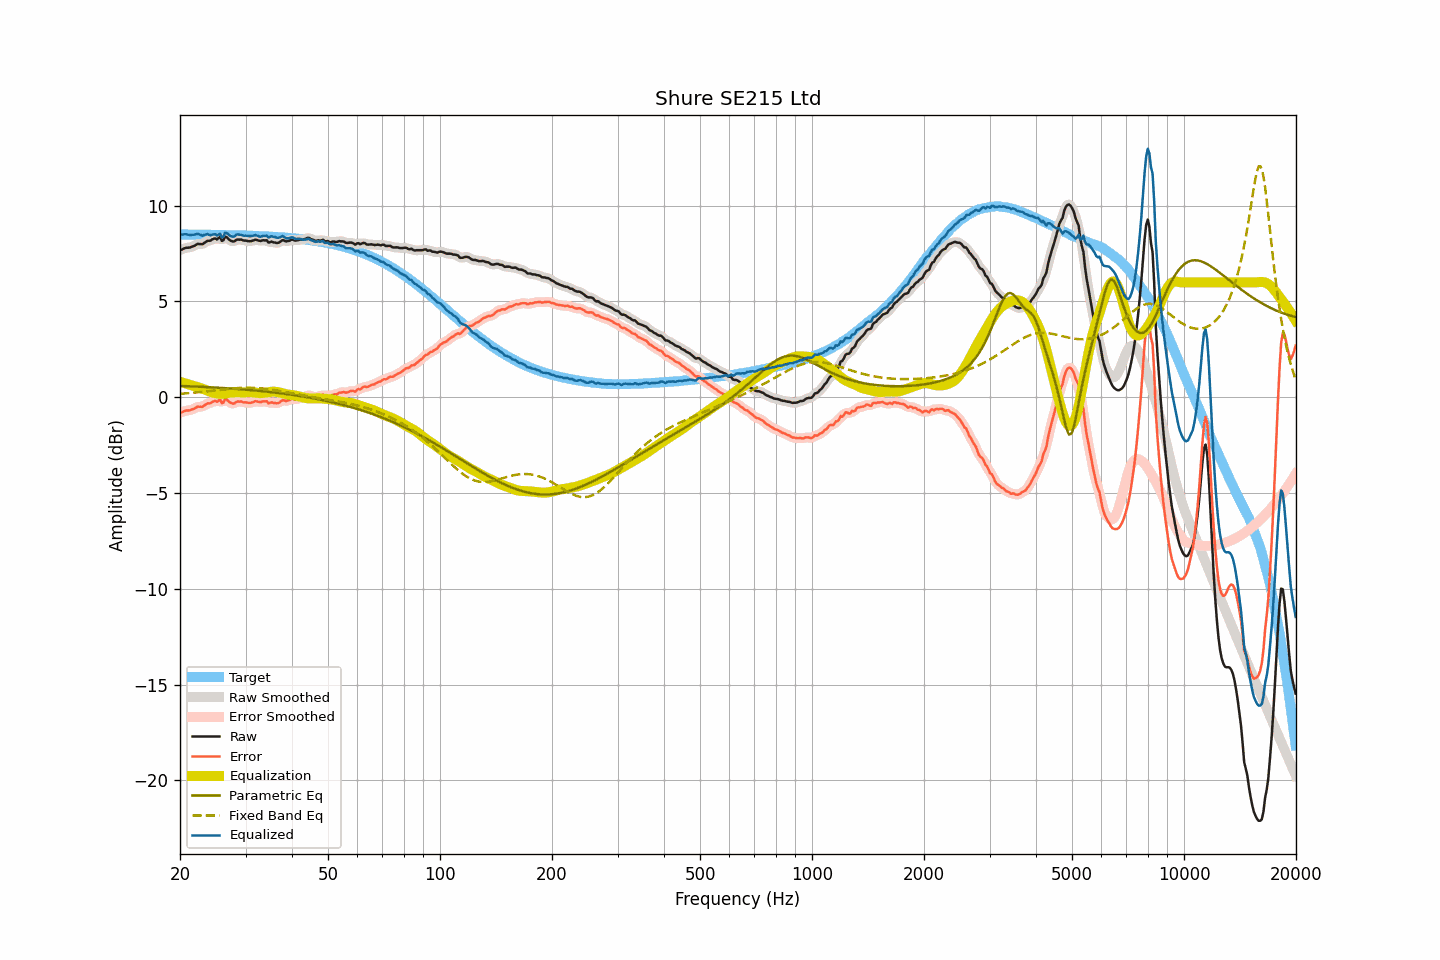 Shure SE215 Ltd
Amplitude (dBr)
10
5
0
−5
−10
−15
−20
Target
Raw Smoothed
Error Smoothed
Raw
Error
Equalization
Parametric Eq
Fixed Band Eq
Equalized
20 50 100 200 500 1000 2000 5000 10000 20000
Frequency (Hz)